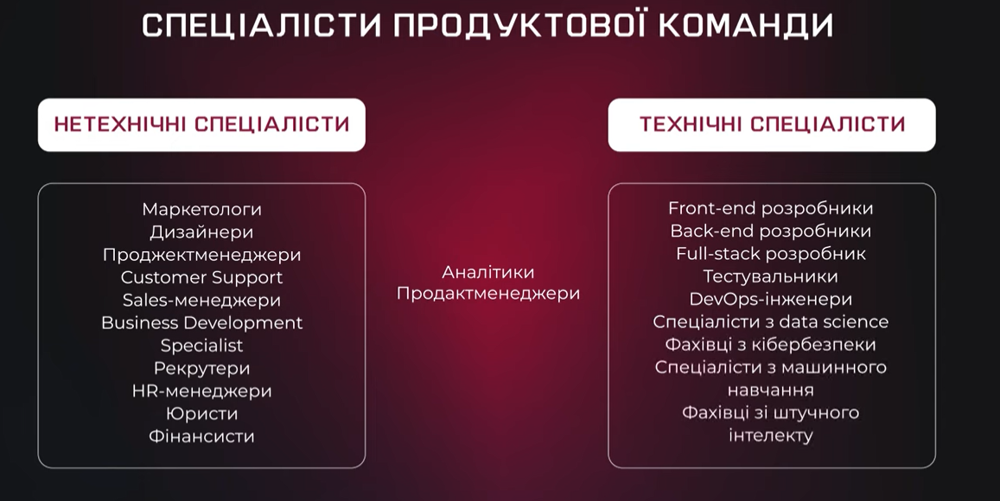 СПЕЦІАЛІСТИ ПРОДУКТОВОЇ КОМАНДИ
НЕТЕХНІЧНІ СПЕЦІАЛІСТИ
Маркетологи
Дизайнери
Проджектменеджери
Customer Support
Sales-менеджери
Business Development
Specialist
Рекрутери
HR-менеджери
Юристи
Фінансисти
Аналітики
Продактменеджери
ТЕХНІЧНІ СПЕЦІАЛІСТИ
Front-end розробники
Back-end розробники
Full-stack розробник
Тестувальники
DevOps-інженери
Спеціалісти з data science
Фахівці з кібербезпеки
Спеціалісти з машинного
навчання
Фахівці зі штучного
інтелекту